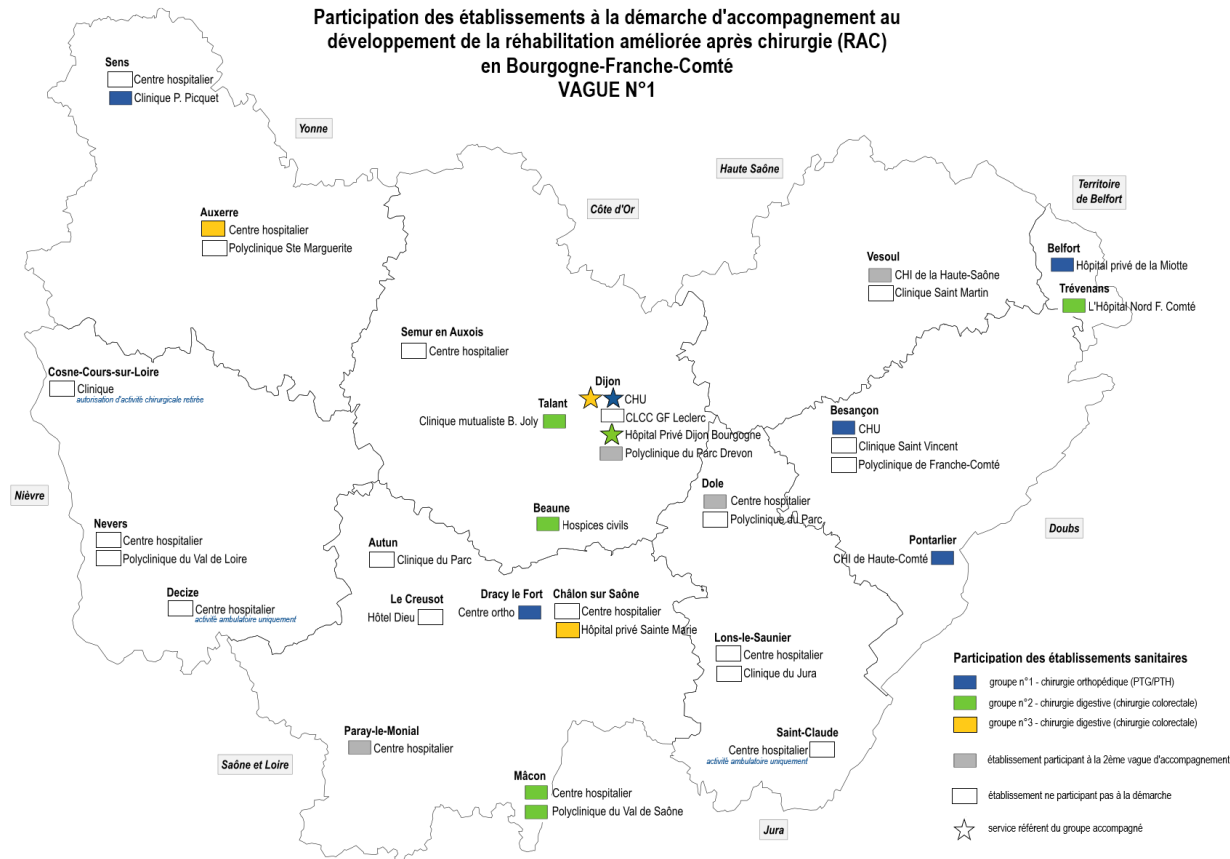 Participation des établissements à la démarche d'accompagnement au
développement de la réhabilitation améliorée après chirurgie (RAC)
en Bourgogne-Franche-Comté
VAGUE N°1
Sens
Centre hospitalier
Clinique P. Picquet
Yonne
Haute Saône
Territoire
de Belfort
Côte d'Or
Auxerre
Centre hospitalier
Polyclinique Ste Marguerite
Belfort
Hôpital privé de la Miotte
Vesoul
CHI de la Haute-Saône
Clinique Saint Martin
Trévenans
L'Hôpital Nord F. Comté
Semur en Auxois
Centre hospitalier
Cosne-Cours-sur-Loire
Clinique
autorisation d'activité chirurgicale retirée
Dijon
CHU
CLCC GF Leclerc
Hôpital Privé Dijon Bourgogne
Polyclinique du Parc Drevon
Talant
Clinique mutualiste B. Joly
Besançon
CHU
Clinique Saint Vincent
Polyclinique de Franche-Comté
Nièvre
Dole
Centre hospitalier
Polyclinique du Parc
Beaune
Hospices civils
Doubs
Nevers
Centre hospitalier
Polyclinique du Val de Loire
Autun
Clinique du Parc
Pontarlier
CHI de Haute-Comté
Decize
Centre hospitalier
activité ambulatoire uniquement
Le Creusot
Hôtel Dieu
Dracy le Fort
Centre ortho
Châlon sur Saône
Centre hospitalier
Hôpital privé Sainte Marie
Lons-le-Saunier
Centre hospitalier
Clinique du Jura
Participation des établissements sanitaires
groupe n°1 - chirurgie orthopédique (PTG/PTH)
groupe n°2 - chirurgie digestive (chirurgie colorectale)
groupe n°3 - chirurgie digestive (chirurgie colorectale)
établissement participant à la 2ème vague d'accompagnement
établissement ne participant pas à la démarche
service référent du groupe accompagné
Paray-le-Monial
Centre hospitalier
Saint-Claude
Centre hospitalier
activité ambulatoire uniquement
Saône et Loire
Mâcon
Centre hospitalier
Polyclinique du Val de Saône
Jura